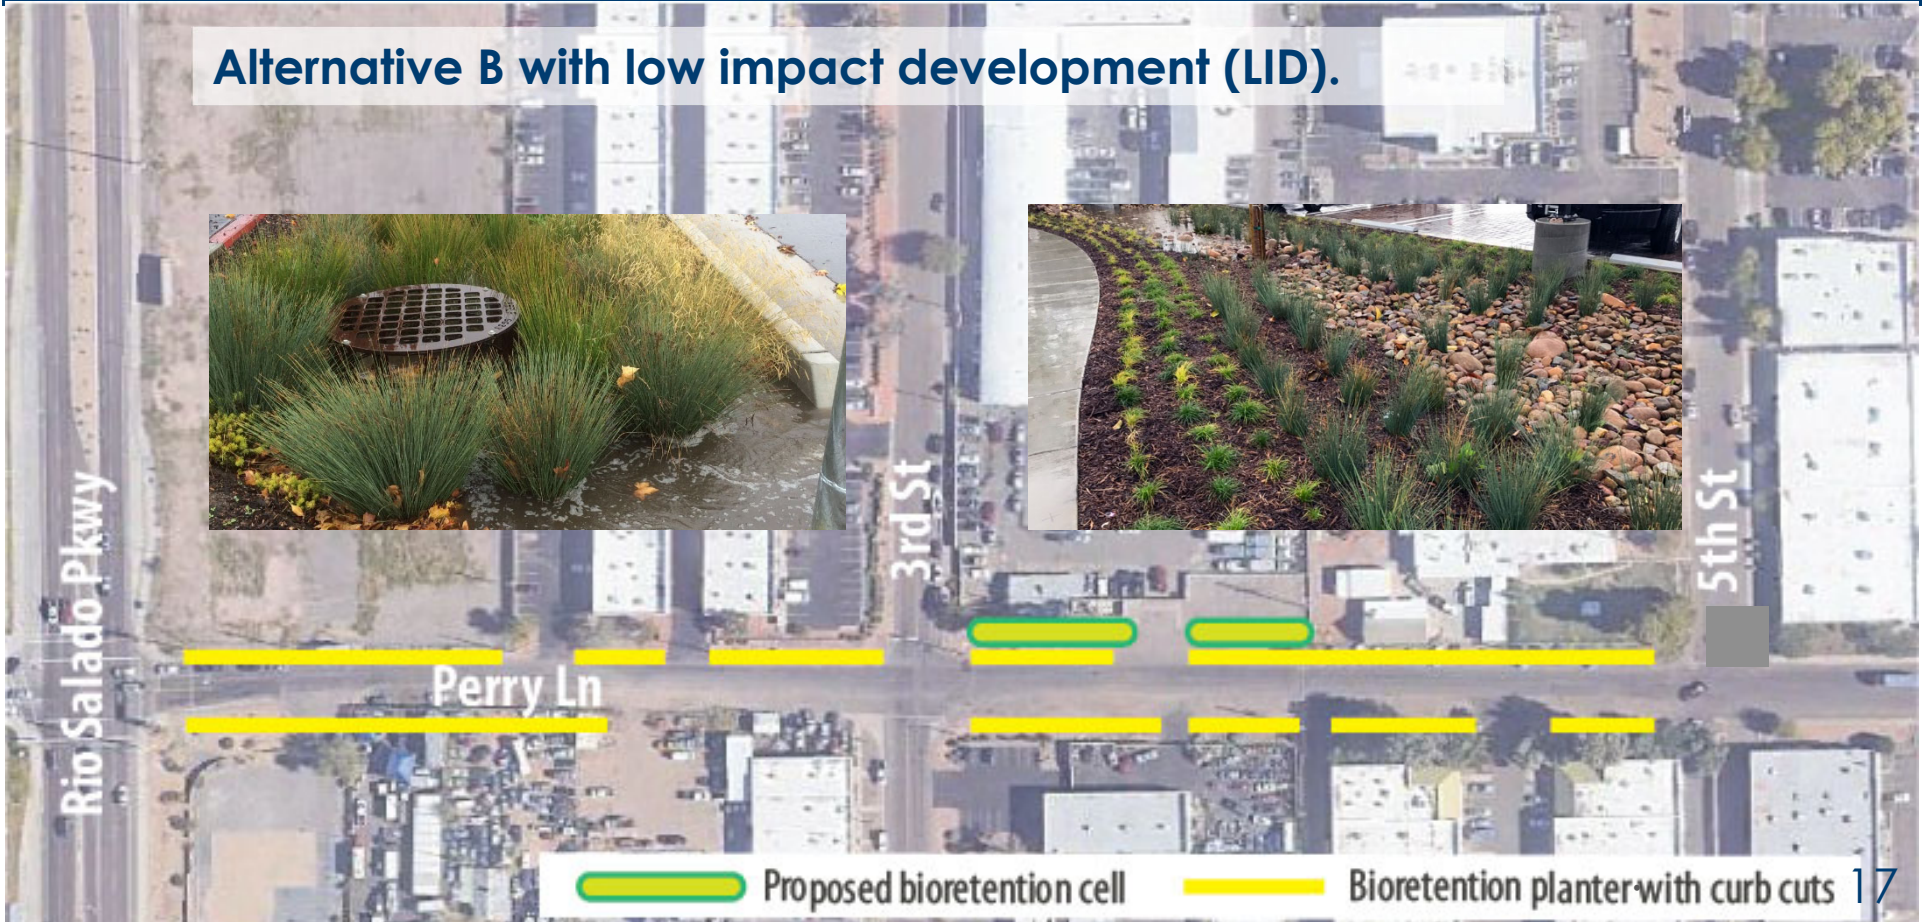 Alternative B with low impact development (LID).
Rio Salado Pkwy
3rd St
5th St
Perry Ln
Proposed bioretention cell
Bioretention planter with curb cuts
17